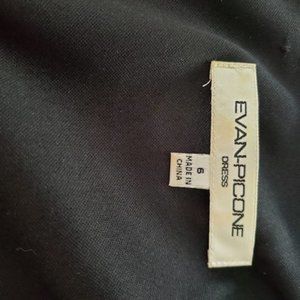 EVAN-PICONE
DRESS
6
MADE IN
CHINA